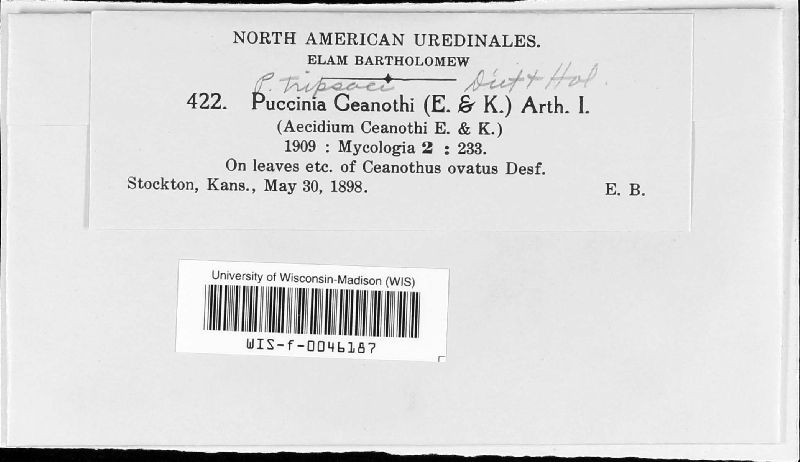 NORTH AMERICAN UREDINALES.
ELAM BARTHOLOMEW
P. tripsaci Diet & Hol.
422. Puccinia Ceanothi (E. & K.) Arth. I.
(Aecidium Ceanothi E. & K.)
1909 : Mycologia 2 : 233.
On leaves etc. of Ceanothus ovatus Desf.
Stockton, Kans., May 30, 1898. E. B.
University of Wisconsin-Madison (WIS)
WIS-f-0046187